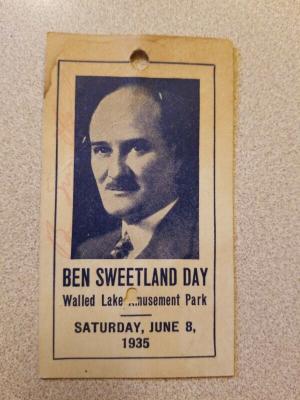 BEN SWEETLAND DAY
Walled Lake Amusement Park
SATURDAY, JUNE 8,
1935